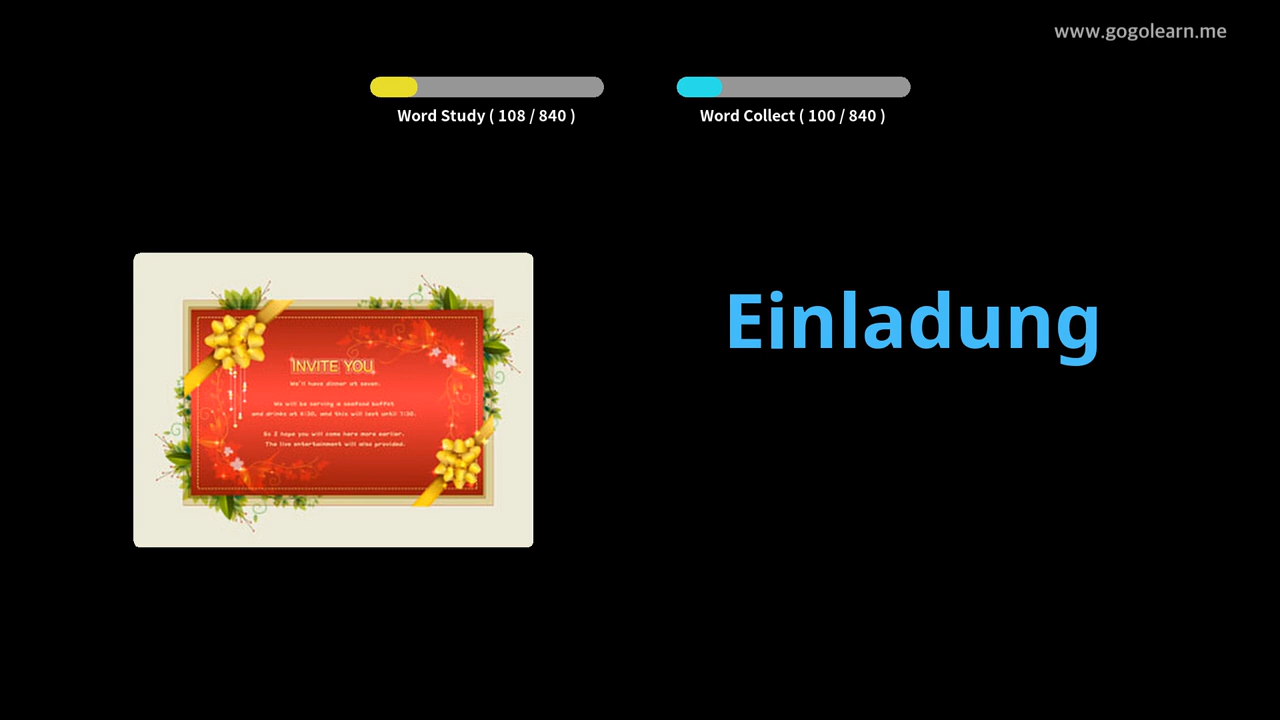 www.gogolearn.me
Word Study ( 108 / 840 )
Word Collect ( 100 / 840 )
Einladung
INVITE YOU
We'll have dinner at seven.
We will be serving a seafood buffet
and drinks at 6:30, and this will last until 7:30.
So I hope you will come here more earlier.
The live entertainment will also provided.